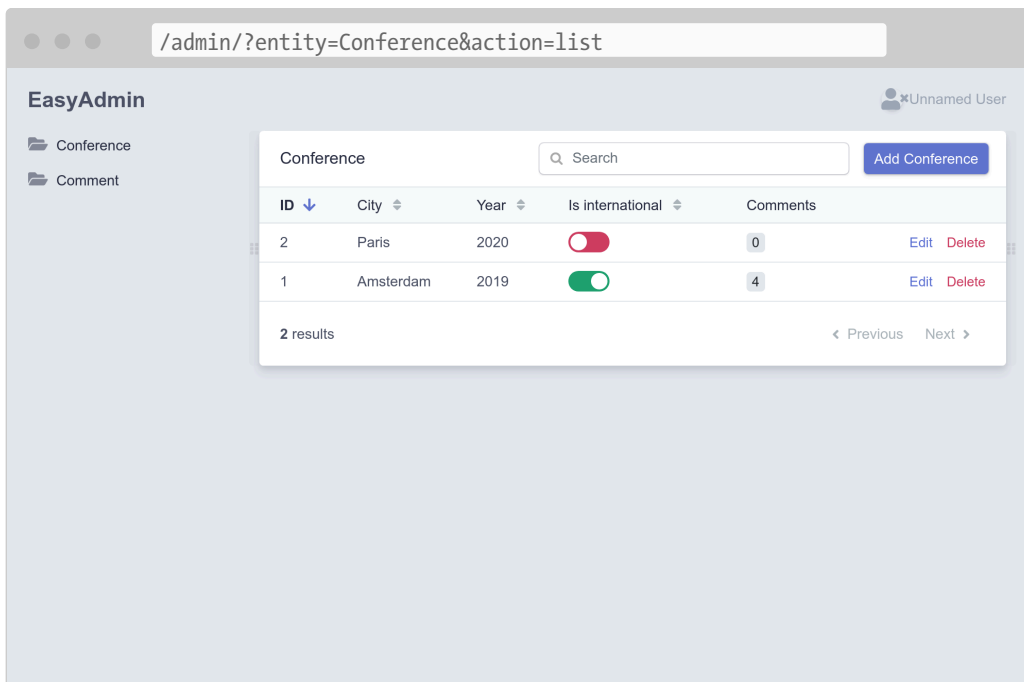 /admin/?entity=Conference&action=list
EasyAdmin
Unnamed User
Conference
Comment
Conference
Search
Add Conference
ID City Year Is international Comments
2 Paris 2020 0 Edit Delete
1 Amsterdam 2019 4 Edit Delete
2 results
Previous Next